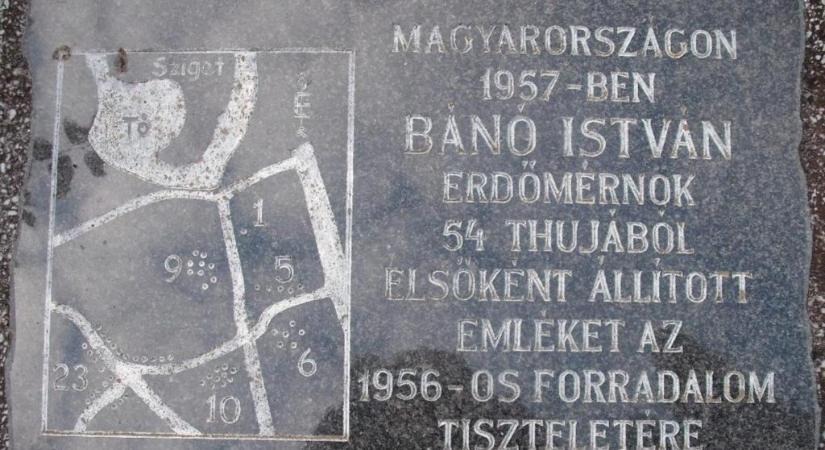 MAGYARORSZÁGON
1957-BEN
BÁNÓ ISTVÁN
ERDŐMÉRNÖK
54 THUJÁBÓL
ELSŐKÉNT ÁLLÍTOTT
EMLÉKET AZ
1956-OS FORRADALOM
TISZTELETÉRE
Sziget
Tó
1
9
5
6
23
10